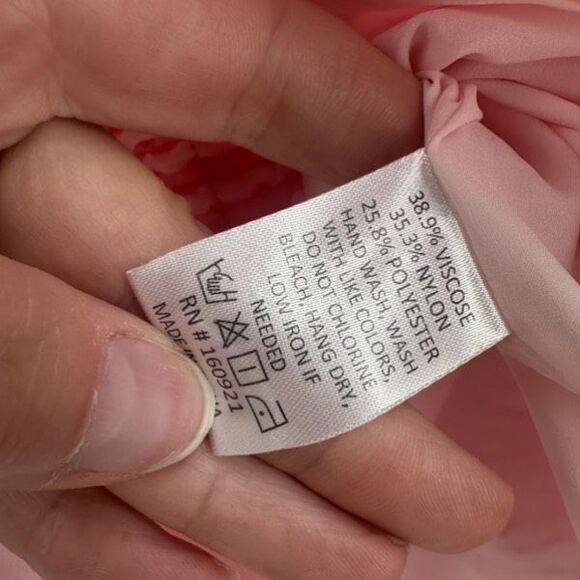 38.9% VISCOSE
35.3% NYLON
25.8% POLYESTER
HAND WASH, WASH
WITH LIKE COLORS,
DO NOT CHLORINE
BLEACH, HANG DRY,
LOW IRON IF
NEEDED
RN # 160921
MADE